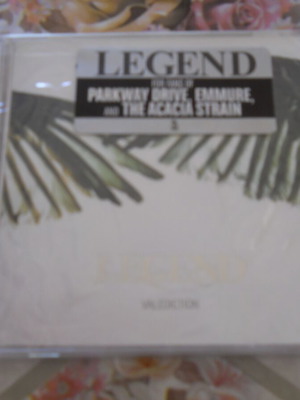 LEGEND
FOR FANS OF
PARKWAY DRIVE, EMMURE,
AND THE ACACIA STRAIN
LEGEND
VALEDICTION